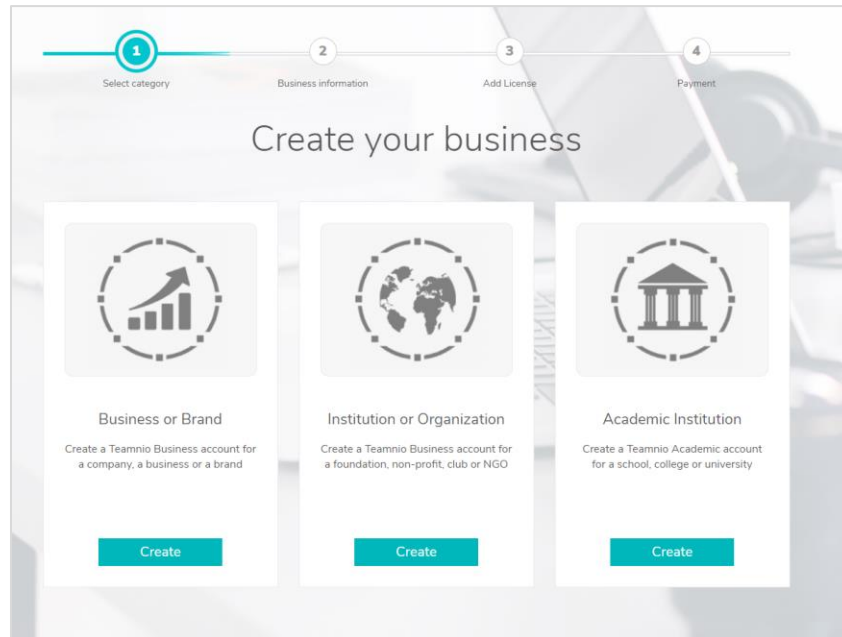 1
2
3
4
Select category
Business information
Add License
Payment
Create your business
Business or Brand
Create a Teamnio Business account for
a company, a business or a brand
Create
Institution or Organization
Create a Teamnio Business account for
a foundation, non-profit, club or NGO
Create
Academic Institution
Create a Teamnio Academic account
for a school, college or university
Create